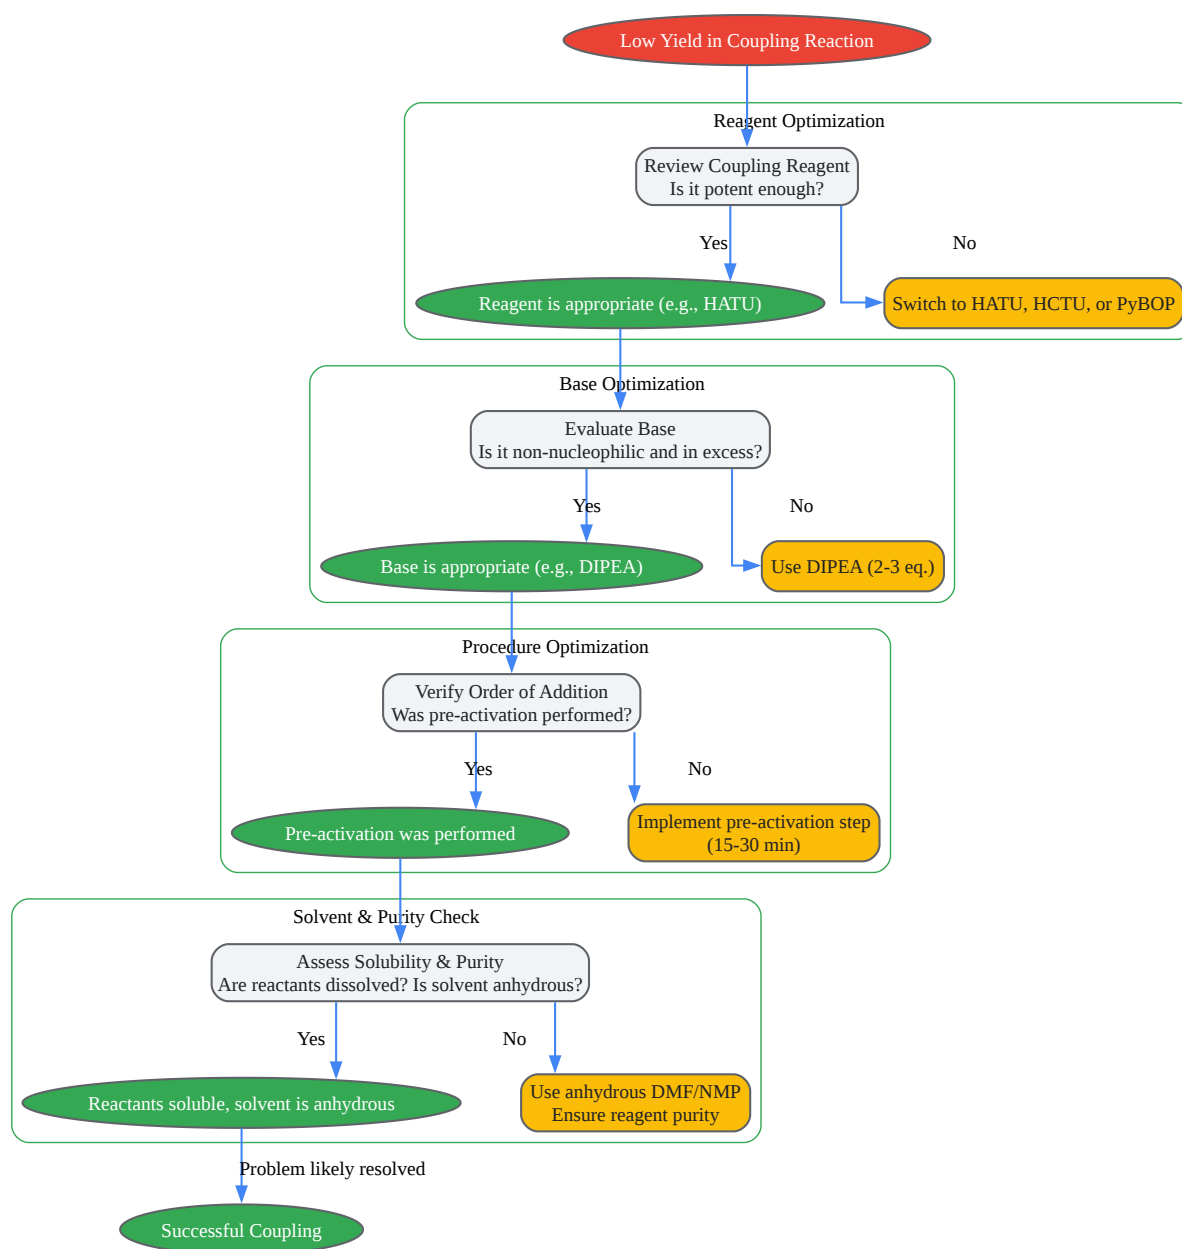 Low Yield in Coupling Reaction
Reagent Optimization
Review Coupling Reagent
Is it potent enough?
Yes
No
Reagent is appropriate (e.g., HATU)
Switch to HATU, HCTU, or PyBOP
Base Optimization
Evaluate Base
Is it non-nucleophilic and in excess?
Yes
No
Base is appropriate (e.g., DIPEA)
Use DIPEA (2-3 eq.)
Procedure Optimization
Verify Order of Addition
Was pre-activation performed?
Yes
No
Pre-activation was performed
Implement pre-activation step
(15-30 min)
Solvent & Purity Check
Assess Solubility & Purity
Are reactants dissolved? Is solvent anhydrous?
Yes
No
Reactants soluble, solvent is anhydrous
Use anhydrous DMF/NMP
Ensure reagent purity
Problem likely resolved
Successful Coupling